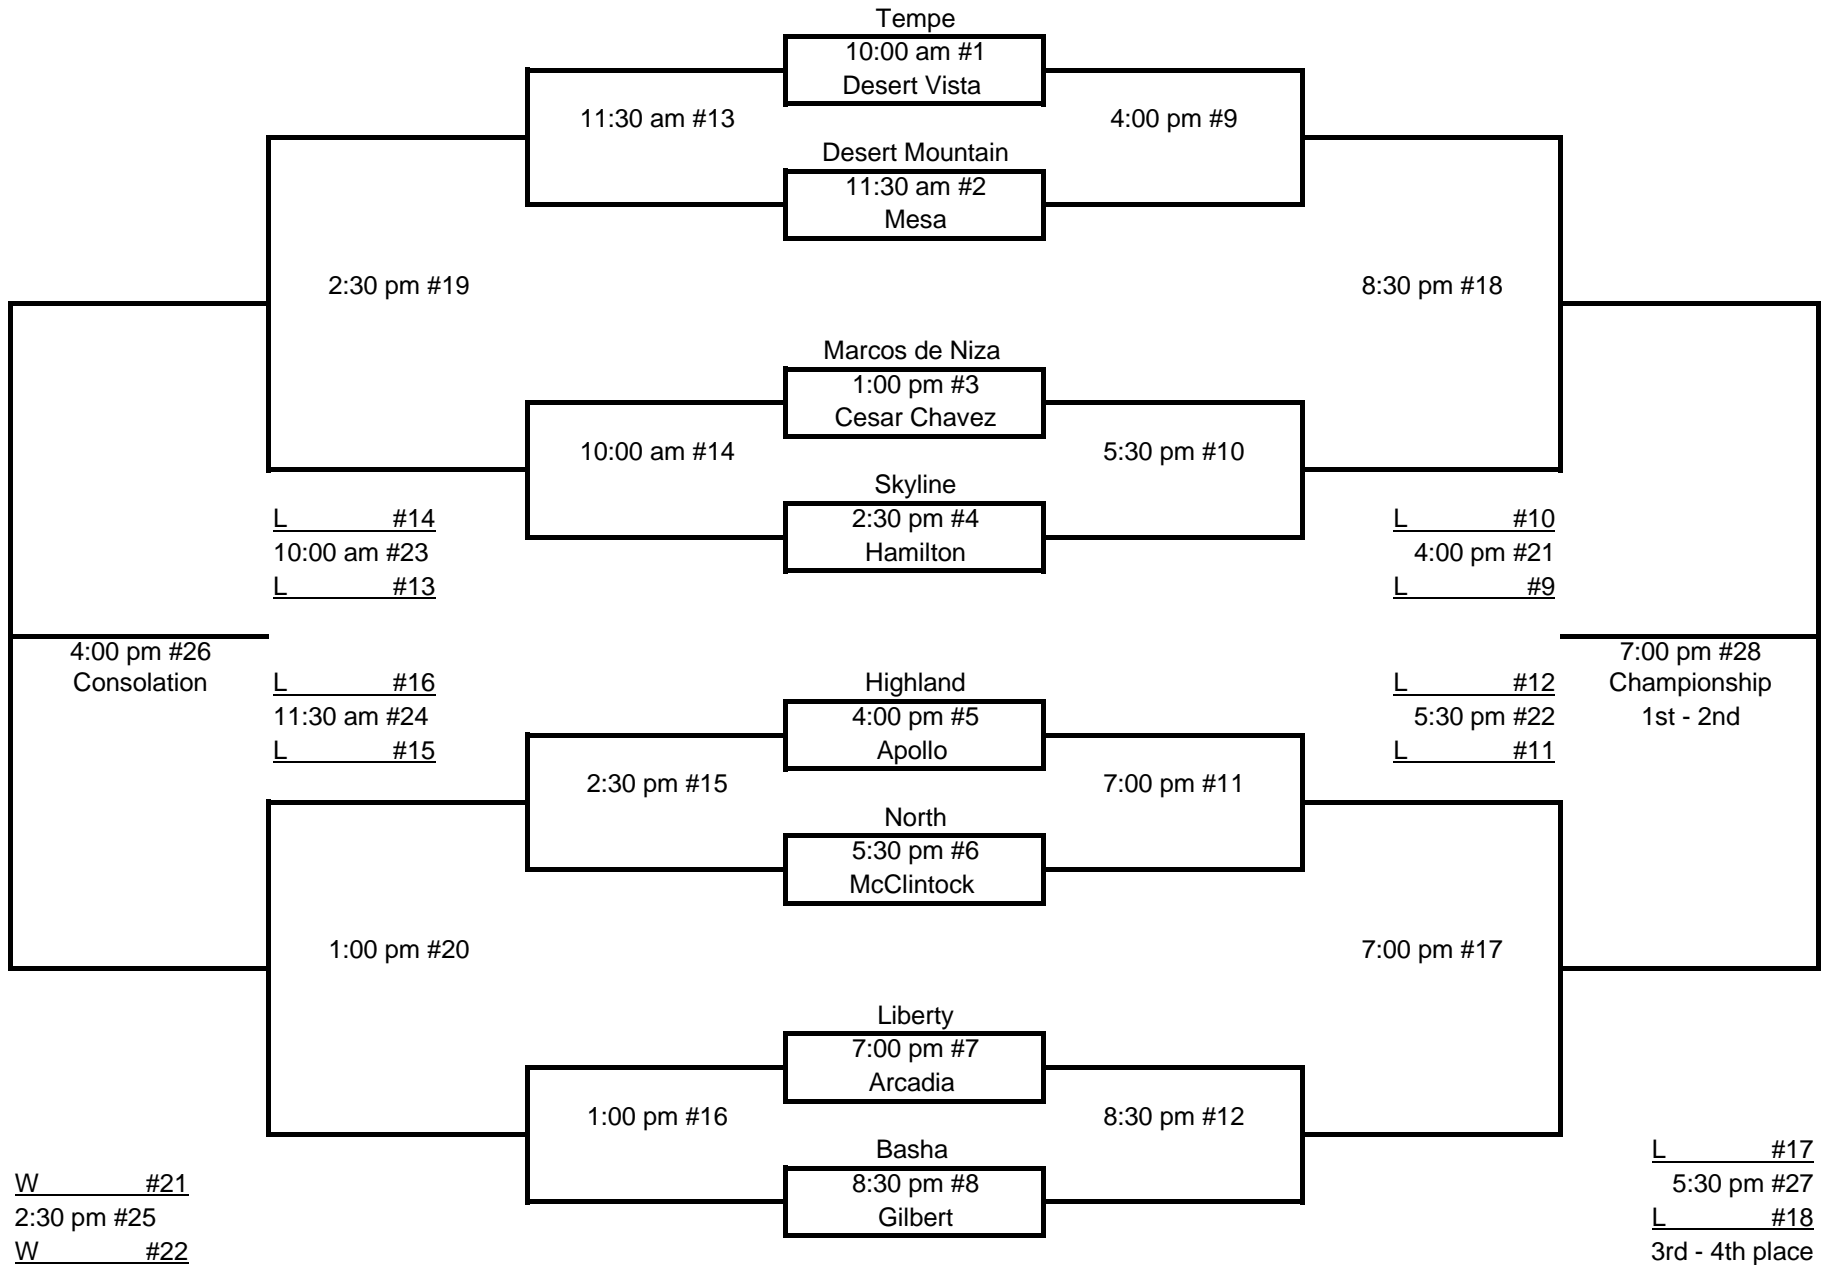 Tempe
10:00 am #1
Desert Vista
11:30 am #13
4:00 pm #9
Desert Mountain
11:30 am #2
Mesa
2:30 pm #19
8:30 pm #18
Marcos de Niza
1:00 pm #3
Cesar Chavez
10:00 am #14
5:30 pm #10
Skyline
2:30 pm #4
Hamilton
L #14
10:00 am #23
L #13
L #10
4:00 pm #21
L #9
4:00 pm #26
Consolation
7:00 pm #28
Championship
1st - 2nd
L #16
11:30 am #24
L #15
Highland
4:00 pm #5
Apollo
L #12
5:30 pm #22
L #11
2:30 pm #15
7:00 pm #11
North
5:30 pm #6
McClintock
1:00 pm #20
7:00 pm #17
Liberty
7:00 pm #7
Arcadia
1:00 pm #16
8:30 pm #12
Basha
8:30 pm #8
Gilbert
W #21
2:30 pm #25
W #22
L #17
5:30 pm #27
L #18
3rd - 4th place